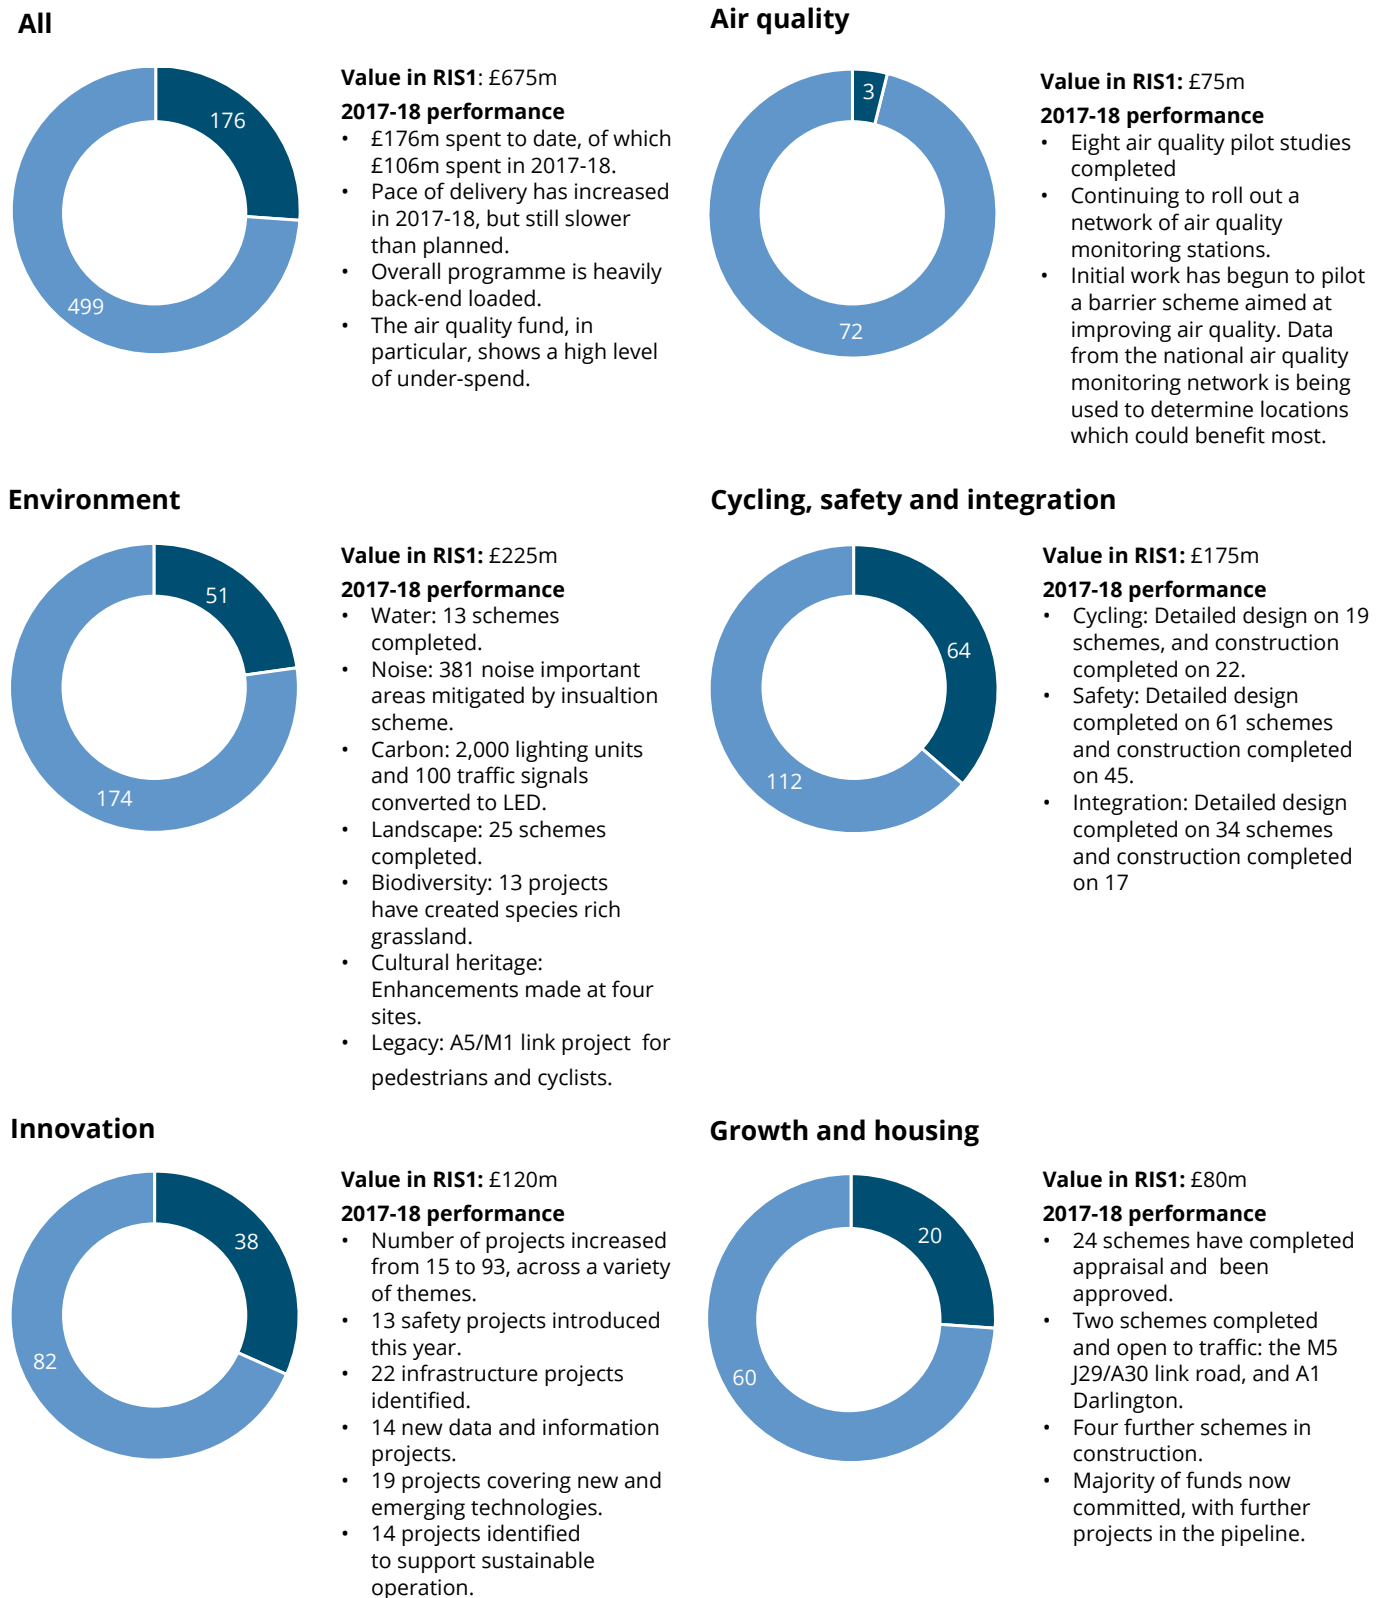 All
176
499
Value in RIS1: £675m
2017-18 performance
• £176m spent to date, of which
£106m spent in 2017-18.
• Pace of delivery has increased
in 2017-18, but still slower
than planned.
• Overall programme is heavily
back-end loaded.
• The air quality fund, in
particular, shows a high level
of under-spend.
Air quality
3
72
Value in RIS1: £75m
2017-18 performance
• Eight air quality pilot studies
completed
• Continuing to roll out a
network of air quality
monitoring stations.
• Initial work has begun to pilot
a barrier scheme aimed at
improving air quality. Data
from the national air quality
monitoring network is being
used to determine locations
which could benefit most.
Environment
51
174
Value in RIS1: £225m
2017-18 performance
• Water: 13 schemes
completed.
• Noise: 381 noise important
areas mitigated by insualtion
scheme.
• Carbon: 2,000 lighting units
and 100 traffic signals
converted to LED.
• Landscape: 25 schemes
completed.
• Biodiversity: 13 projects
have created species rich
grassland.
• Cultural heritage:
Enhancements made at four
sites.
• Legacy: A5/M1 link project for
pedestrians and cyclists.
Cycling, safety and integration
64
112
Value in RIS1: £175m
2017-18 performance
• Cycling: Detailed design on 19
schemes, and construction
completed on 22.
• Safety: Detailed design
completed on 61 schemes
and construction completed
on 45.
• Integration: Detailed design
completed on 34 schemes
and construction completed
on 17
Innovation
38
82
Value in RIS1: £120m
2017-18 performance
• Number of projects increased
from 15 to 93, across a variety
of themes.
• 13 safety projects introduced
this year.
• 22 infrastructure projects
identified.
• 14 new data and information
projects.
• 19 projects covering new and
emerging technologies.
• 14 projects identified
to support sustainable
operation.
Growth and housing
20
60
Value in RIS1: £80m
2017-18 performance
• 24 schemes have completed
appraisal and been
approved.
• Two schemes completed
and open to traffic: the M5
J29/A30 link road, and A1
Darlington.
• Four further schemes in
construction.
• Majority of funds now
committed, with further
projects in the pipeline.